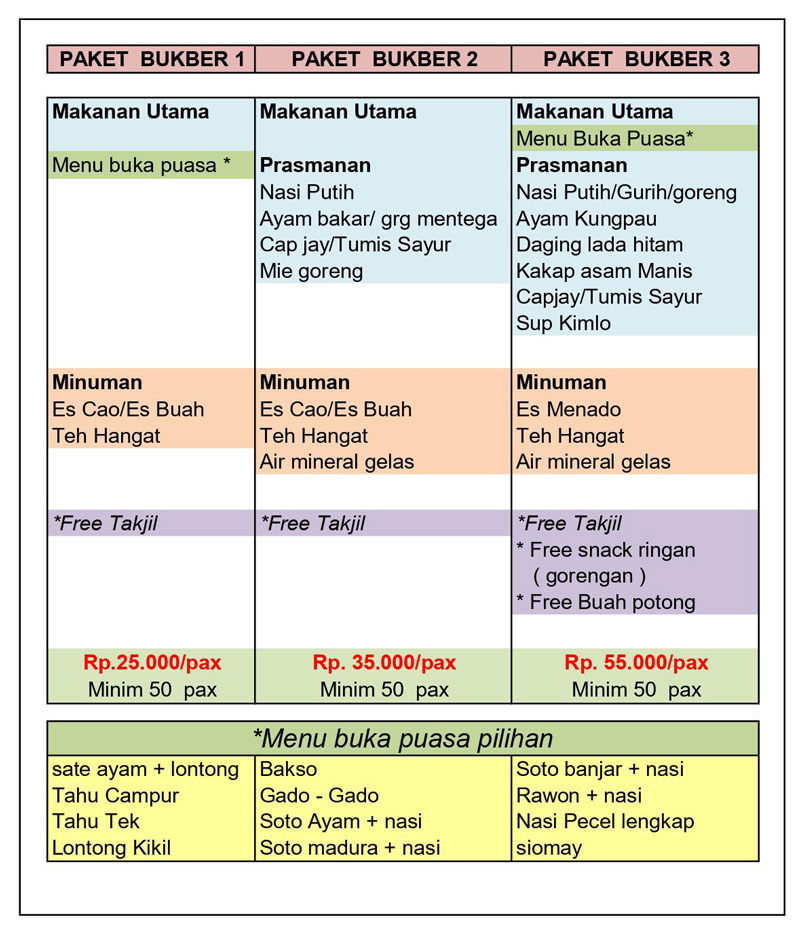 PAKET BUKBER 1
PAKET BUKBER 2
PAKET BUKBER 3
Makanan Utama
Menu buka puasa *
Minuman
Es Cao/Es Buah
Teh Hangat
*Free Takjil
Rp.25.000/pax
Minim 50 pax
Makanan Utama
Prasmanan
Nasi Putih
Ayam bakar/ grg mentega
Cap jay/Tumis Sayur
Mie goreng
Minuman
Es Cao/Es Buah
Teh Hangat
Air mineral gelas
*Free Takjil
Rp. 35.000/pax
Minim 50 pax
Makanan Utama
Menu Buka Puasa*
Prasmanan
Nasi Putih/Gurih/goreng
Ayam Kungpau
Daging lada hitam
Kakap asam Manis
Capjay/Tumis Sayur
Sup Kimlo
Minuman
Es Menado
Teh Hangat
Air mineral gelas
*Free Takjil
* Free snack ringan
( gorengan )
* Free Buah potong
Rp. 55.000/pax
Minim 50 pax
*Menu buka puasa pilihan
sate ayam + lontong
Tahu Campur
Tahu Tek
Lontong Kikil
Bakso
Gado - Gado
Soto Ayam + nasi
Soto madura + nasi
Soto banjar + nasi
Rawon + nasi
Nasi Pecel lengkap
siomay